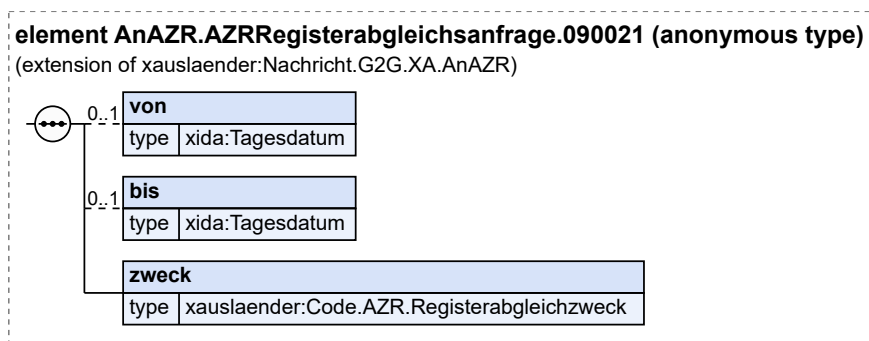 element AnAZR.AZRRegisterabgleichsanfrage.090021 (anonymous type)
(extension of xauslaender:Nachricht.G2G.XA.AnAZR)
0..1
von
type xida:Tagesdatum
0..1
bis
type xida:Tagesdatum
zweck
type xauslaender:Code.AZR.Registerabgleichzweck